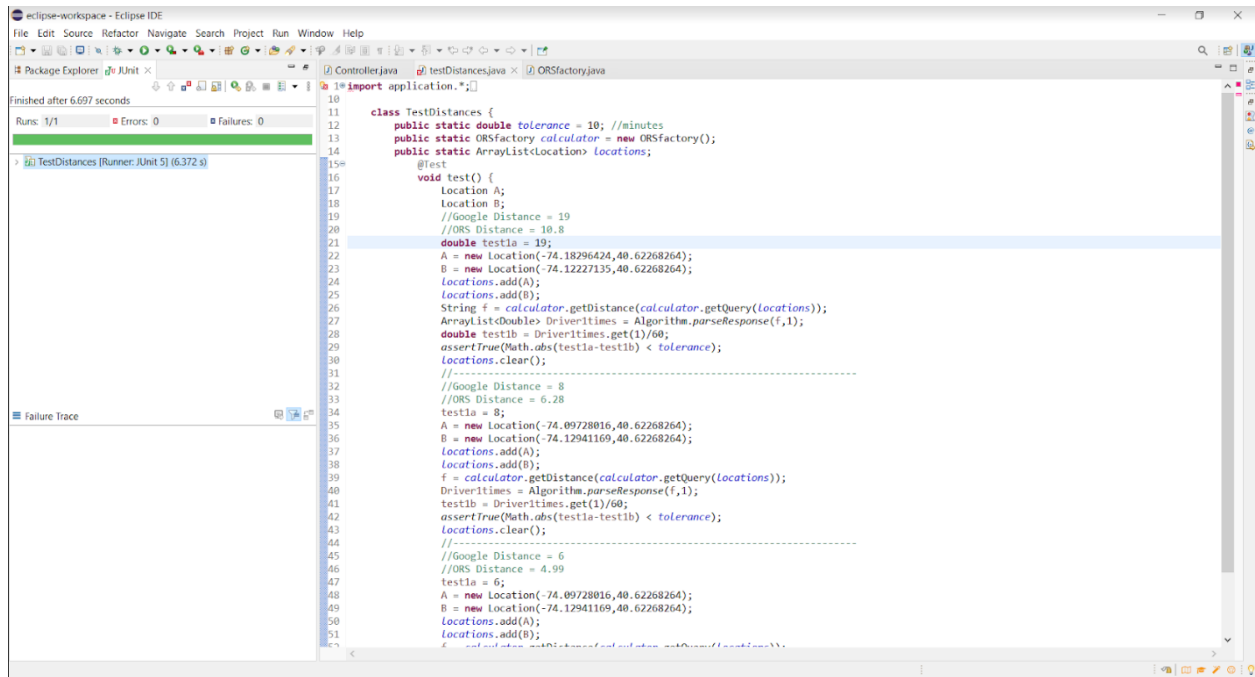 eclipse-workspace - Eclipse IDE
File Edit Source Refactor Navigate Search Project Run Window Help
Package Explorer JUnit
Controller.java testDistances.java ORSfactory.java
Finished after 6.697 seconds
Runs: 1/1 Errors: 0 Failures: 0
TestDistances [Runner: JUnit 5] (6.372 s)
Failure Trace
1 import application.*;
10
11 class TestDistances {
12 public static double tolerance = 10; //minutes
13 public static ORSfactory calculator = new ORSfactory();
14 public static ArrayList<Location> locations;
15 @Test
16 void test() {
17 Location A;
18 Location B;
19 //Google Distance = 19
20 //ORS Distance = 10.8
21 double test1a = 19;
22 A = new Location(-74.18296424,40.62268264);
23 B = new Location(-74.12227135,40.62268264);
24 locations.add(A);
25 locations.add(B);
26 String f = calculator.getDistance(calculator.getQuery(locations));
27 ArrayList<Double> Driver1times = Algorithm.parseResponse(f,1);
28 double test1b = Driver1times.get(1)/60;
29 assertTrue(Math.abs(test1a-test1b) < tolerance);
30 locations.clear();
31 //--------------------------------------------------------------------
32 //Google Distance = 8
33 //ORS Distance = 6.28
34 test1a = 8;
35 A = new Location(-74.09728016,40.62268264);
36 B = new Location(-74.12941169,40.62268264);
37 locations.add(A);
38 locations.add(B);
39 f = calculator.getDistance(calculator.getQuery(locations));
40 Driver1times = Algorithm.parseResponse(f,1);
41 test1b = Driver1times.get(1)/60;
42 assertTrue(Math.abs(test1a-test1b) < tolerance);
43 locations.clear();
44 //--------------------------------------------------------------------
45 //Google Distance = 6
46 //ORS Distance = 4.99
47 test1a = 6;
48 A = new Location(-74.09728016,40.62268264);
49 B = new Location(-74.12941169,40.62268264);
50 locations.add(A);
51 locations.add(B);